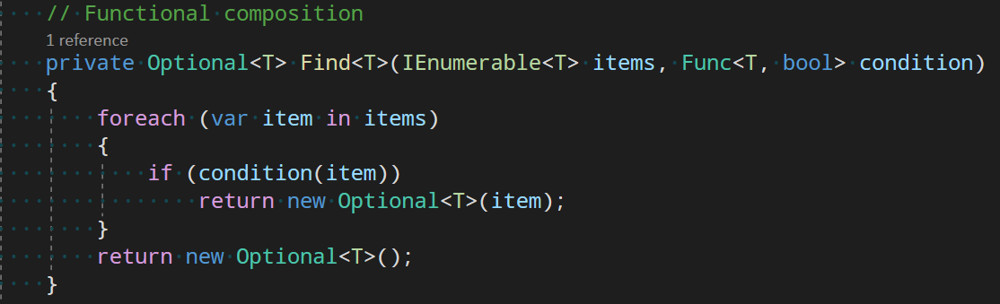 // Functional composition
1 reference
private Optional<T> Find<T>(IEnumerable<T> items, Func<T, bool> condition)
{
foreach (var item in items)
{
if (condition(item))
return new Optional<T>(item);
}
return new Optional<T>();
}